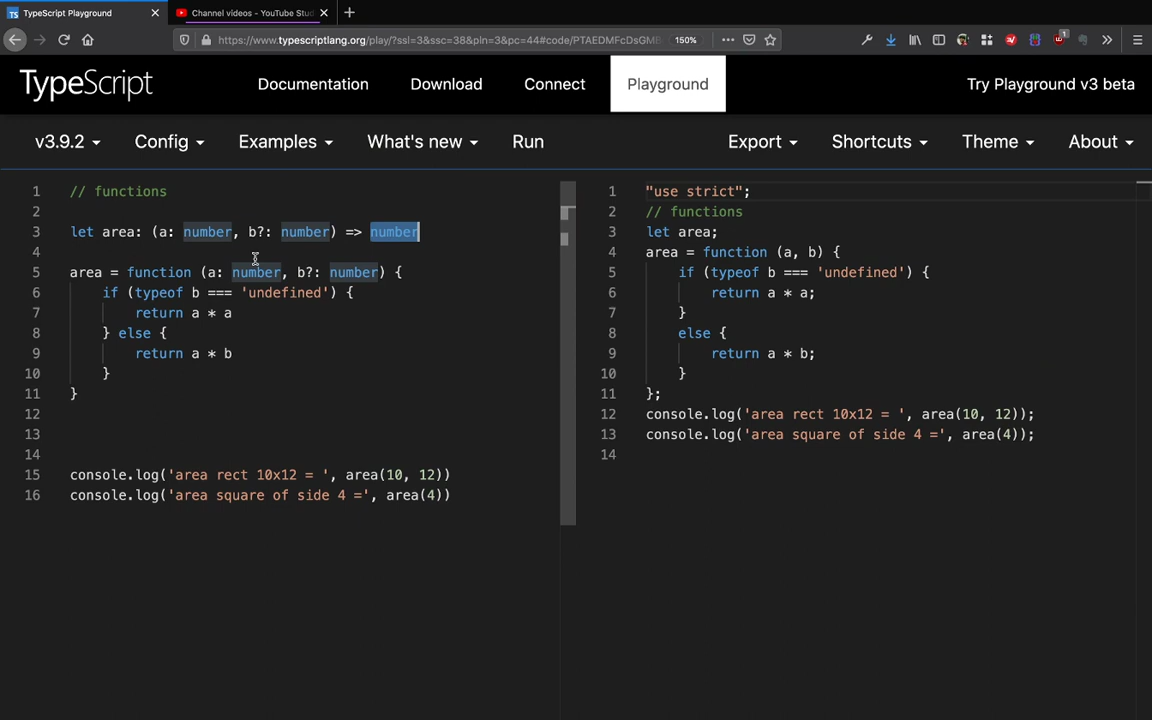 TypeScript Playground
Channel videos - YouTube Stud
https://www.typescriptlang.org/play/?ssl=3&ssc=38&pln=3&pc=44#code/PTAEDMFcDsGMB
150%
TypeScript
Documentation
Download
Connect
Playground
Try Playground v3 beta
v3.9.2
Config
Examples
What's new
Run
Export
Shortcuts
Theme
About
1 // functions
2
3 let area: (a: number, b?: number) => number
4
5 area = function (a: number, b?: number) {
6 if (typeof b === 'undefined') {
7 return a * a
8 } else {
9 return a * b
10 }
11 }
12
13
14
15 console.log('area rect 10x12 = ', area(10, 12))
16 console.log('area square of side 4 =', area(4))
1 "use strict";
2 // functions
3 let area;
4 area = function (a, b) {
5 if (typeof b === 'undefined') {
6 return a * a;
7 }
8 else {
9 return a * b;
10 }
11 };
12 console.log('area rect 10x12 = ', area(10, 12));
13 console.log('area square of side 4 =', area(4));
14